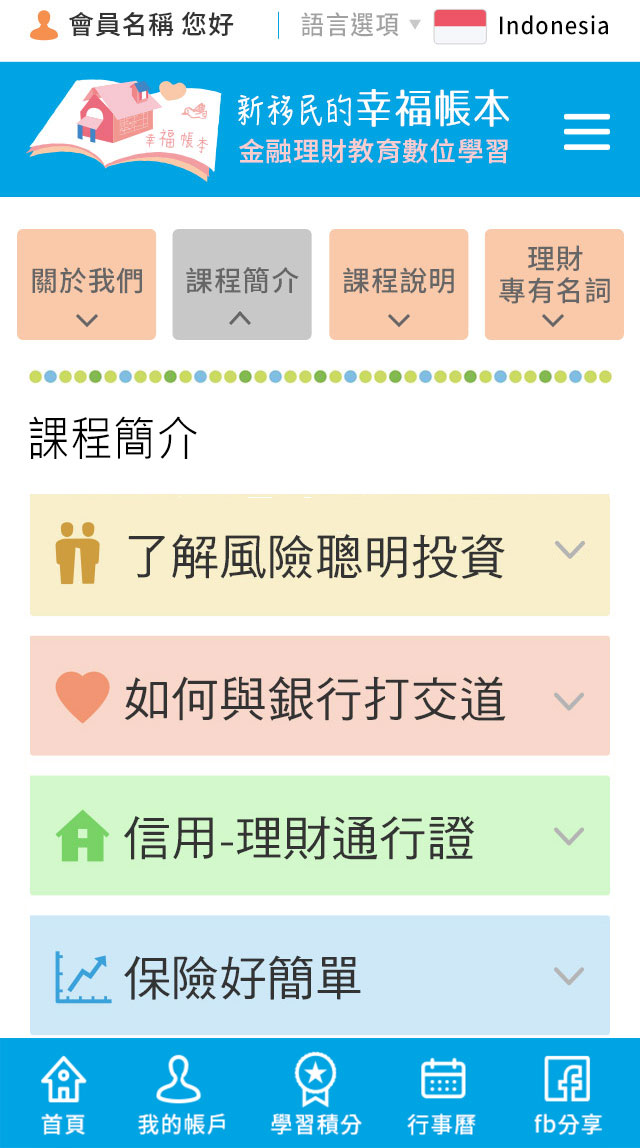 會員名稱 您好
語言選項
Indonesia
幸福帳本
新移民的幸福帳本
金融理財教育數位學習
關於我們
課程簡介
課程說明
理財
專有名詞
課程簡介
了解風險聰明投資
如何與銀行打交道
信用-理財通行證
保險好簡單
首頁
我的帳戶
學習積分
行事曆
fb分享